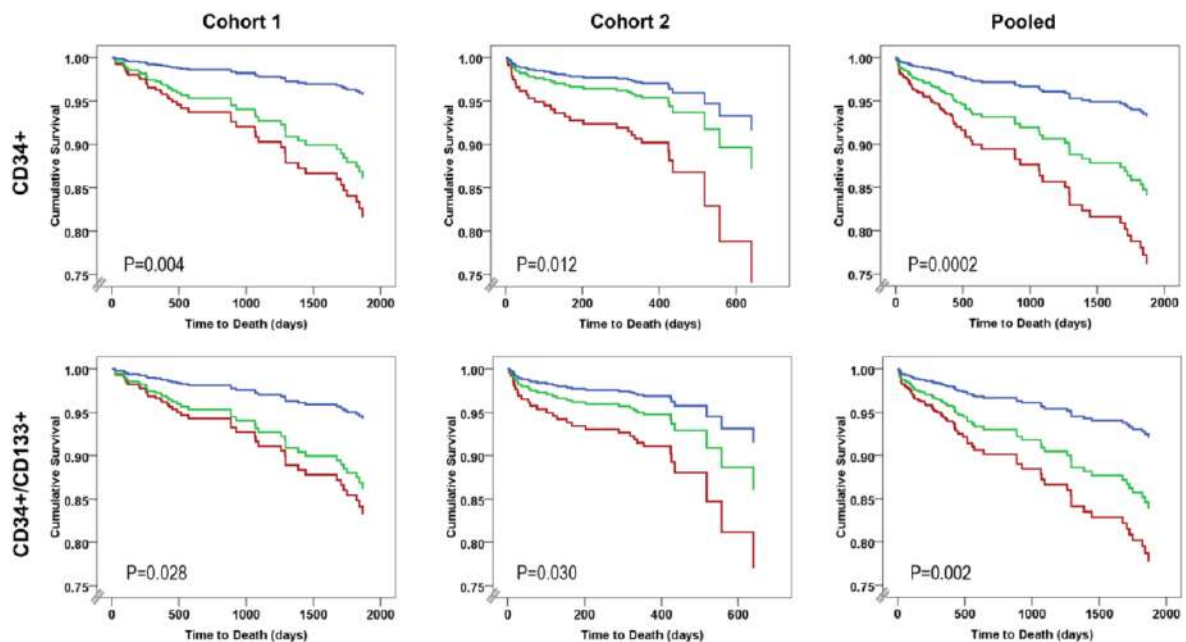 Cohort 1
Cohort 2
Pooled
CD34+
Cumulative Survival
1.00
0.95
0.90
0.85
0.80
0.75
P=0.004
0
500
1000
1500
2000
Time to Death (days)
Cumulative Survival
1.00
0.95
0.90
0.85
0.80
0.75
P=0.012
0
200
400
600
Time to Death (days)
Cumulative Survival
1.00
0.95
0.90
0.85
0.80
0.75
P=0.0002
0
500
1000
1500
2000
Time to Death (days)
CD34+/CD133+
Cumulative Survival
1.00
0.95
0.90
0.85
0.80
0.75
P=0.028
0
500
1000
1500
2000
Time to Death (days)
Cumulative Survival
1.00
0.95
0.90
0.85
0.80
0.75
P=0.030
0
200
400
600
Time to Death (days)
Cumulative Survival
1.00
0.95
0.90
0.85
0.80
0.75
P=0.002
0
500
1000
1500
2000
Time to Death (days)